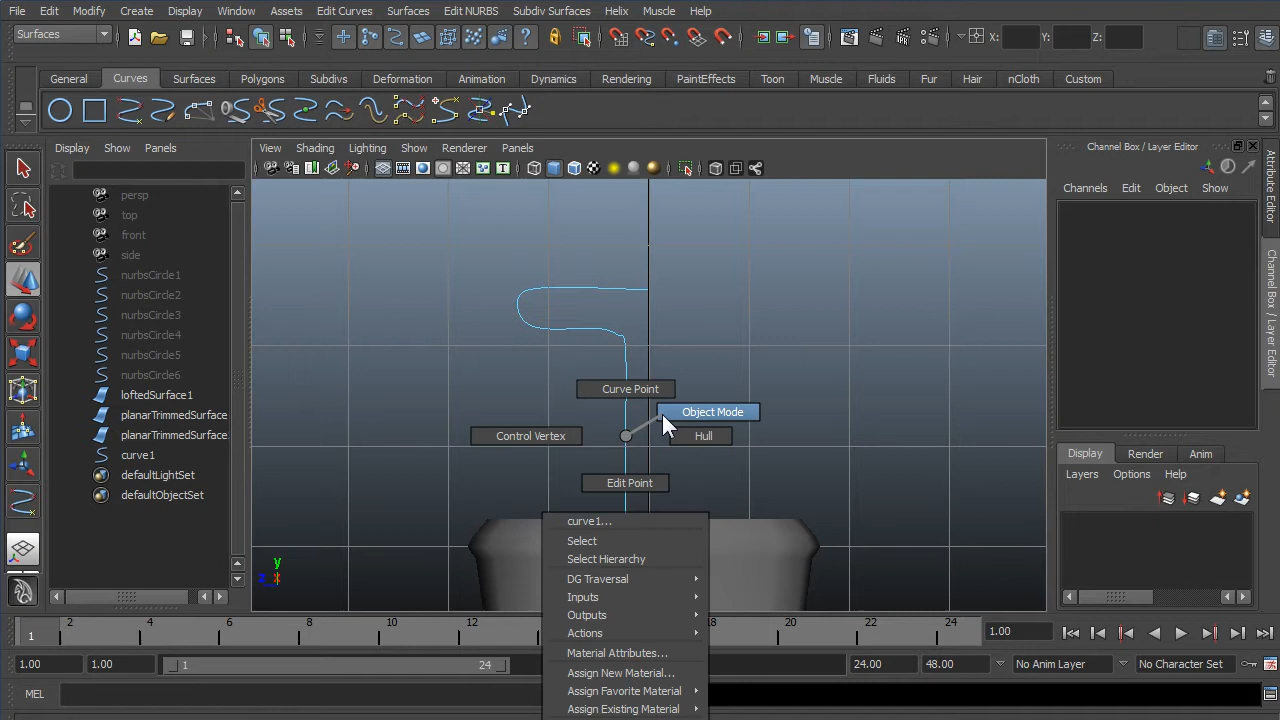 File Edit Modify Create Display Window Assets Edit Curves Surfaces Edit NURBS Subdiv Surfaces Helix Muscle Help
Surfaces X: Y: Z:
General Curves Surfaces Polygons Subdivs Deformation Animation Dynamics Rendering PaintEffects Toon Muscle Fluids Fur Hair nCloth Custom
Display Show Panels
View Shading Lighting Show Renderer Panels
Channel Box / Layer Editor
Channels Edit Object Show
persp
top
front
side
nurbsCircle1
nurbsCircle2
nurbsCircle3
nurbsCircle4
nurbsCircle5
nurbsCircle6
loftedSurface1
planarTrimmedSurface
planarTrimmedSurface
curve1
defaultLightSet
defaultObjectSet
Curve Point
Object Mode
Control Vertex Hull
Edit Point
curve1...
Select
Select Hierarchy
DG Traversal
Inputs
Outputs
Actions
Material Attributes...
Assign New Material...
Assign Favorite Material
Assign Existing Material
y
z x
Attribute Editor
Channel Box / Layer Editor
Display Render Anim
Layers Options Help
1 2 4 6 8 10 12 18 20 22 24 1.00
1.00 1.00 1 24 24.00 48.00 No Anim Layer No Character Set
MEL